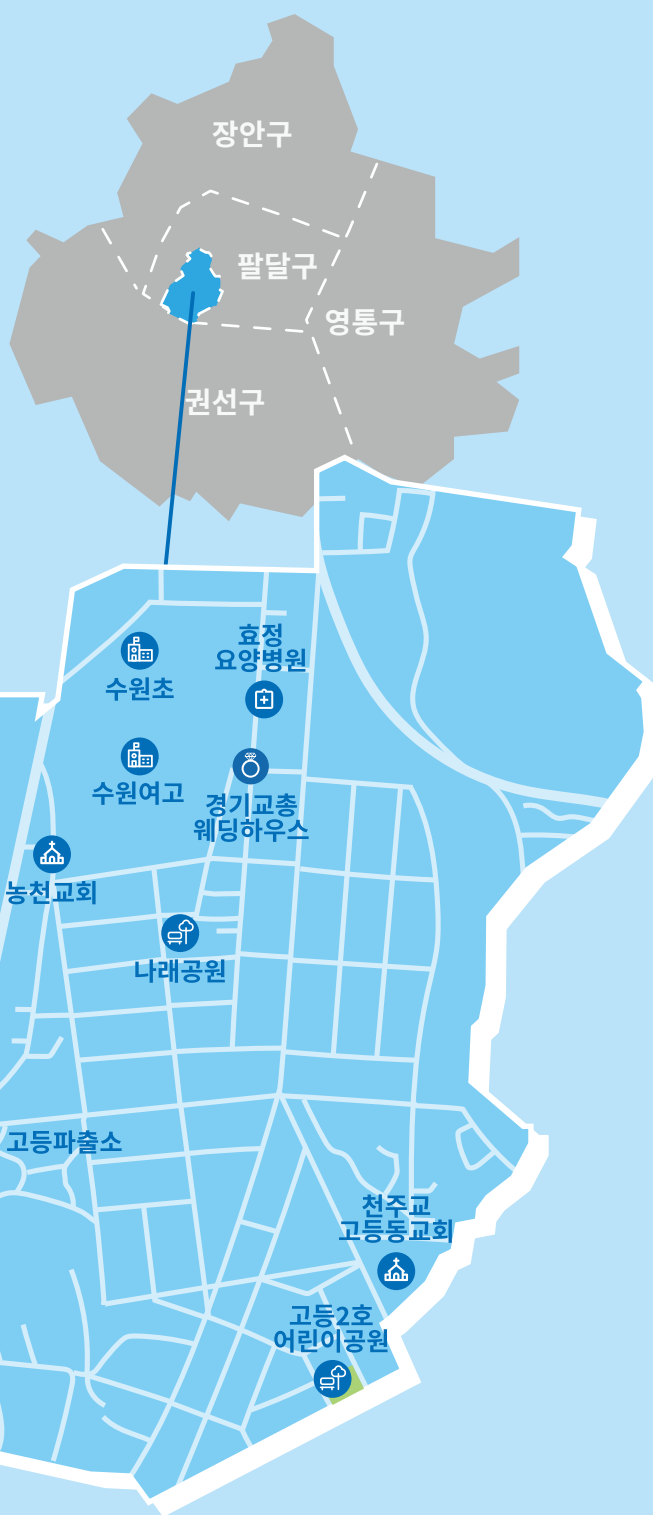 장안구
팔달구
영통구
권선구
효정
요양병원
수원초
수원여고
경기교총
웨딩하우스
농천교회
나래공원
고등파출소
천주교
고등동교회
고등2호
어린이공원